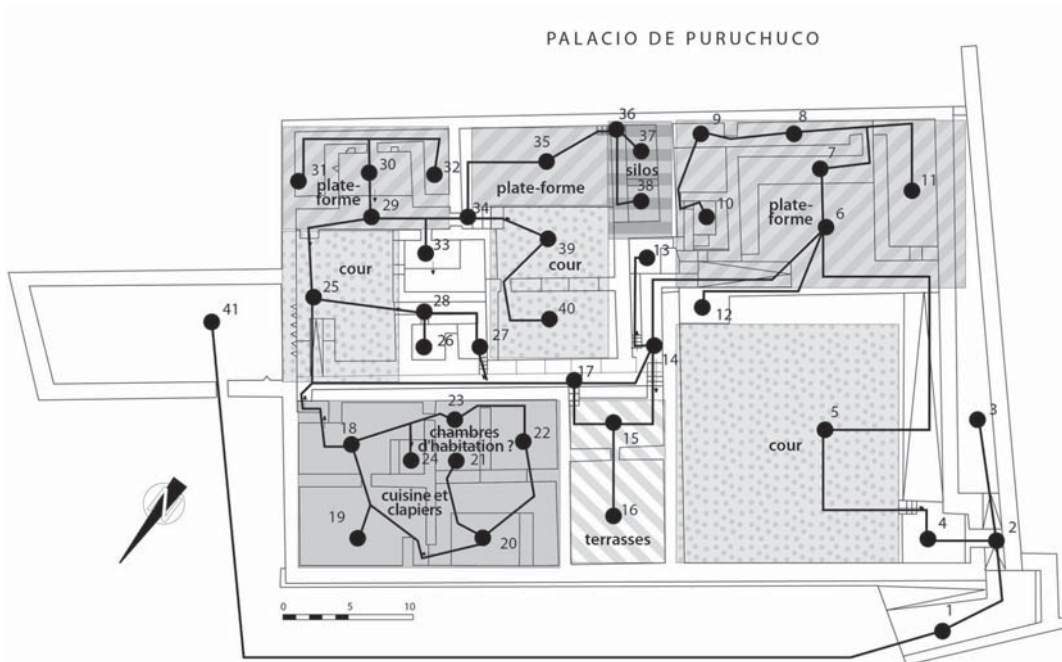 PALACIO DE PURUCHUCO
36
9
8
35
37
7
31
30
32
plate-
forme
plate-forme
silos
38
plate-
forme
11
10
6
29
34
33
39
13
cour
cour
25
28
40
12
41
26
27
14
17
23
5
3
18
chambres
d'habitation ?
22
15
cour
24
21
cuisine et
clapiers
19
20
16
terrasses
4
2
0
5
10
1